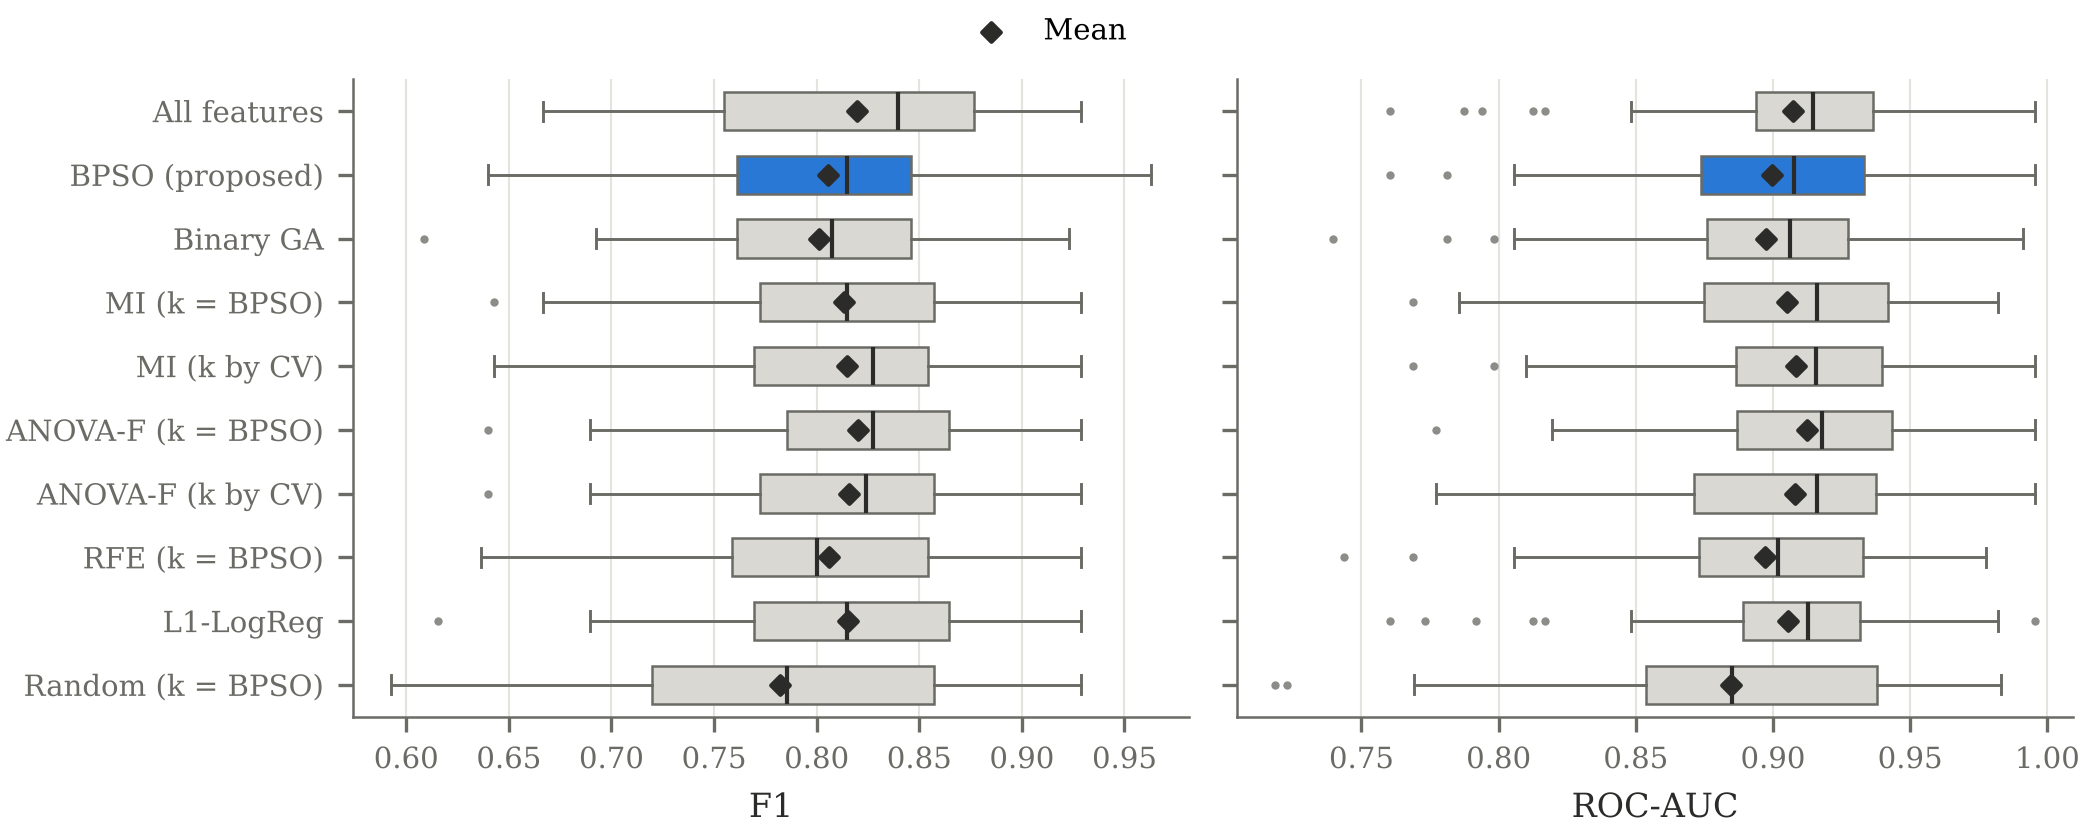 Mean
All features
BPSO (proposed)
Binary GA
MI (k = BPSO)
MI (k by CV)
ANOVA-F (k = BPSO)
ANOVA-F (k by CV)
RFE (k = BPSO)
L1-LogReg
Random (k = BPSO)
0.60 0.65 0.70 0.75 0.80 0.85 0.90 0.95
F1
0.75 0.80 0.85 0.90 0.95 1.00
ROC-AUC